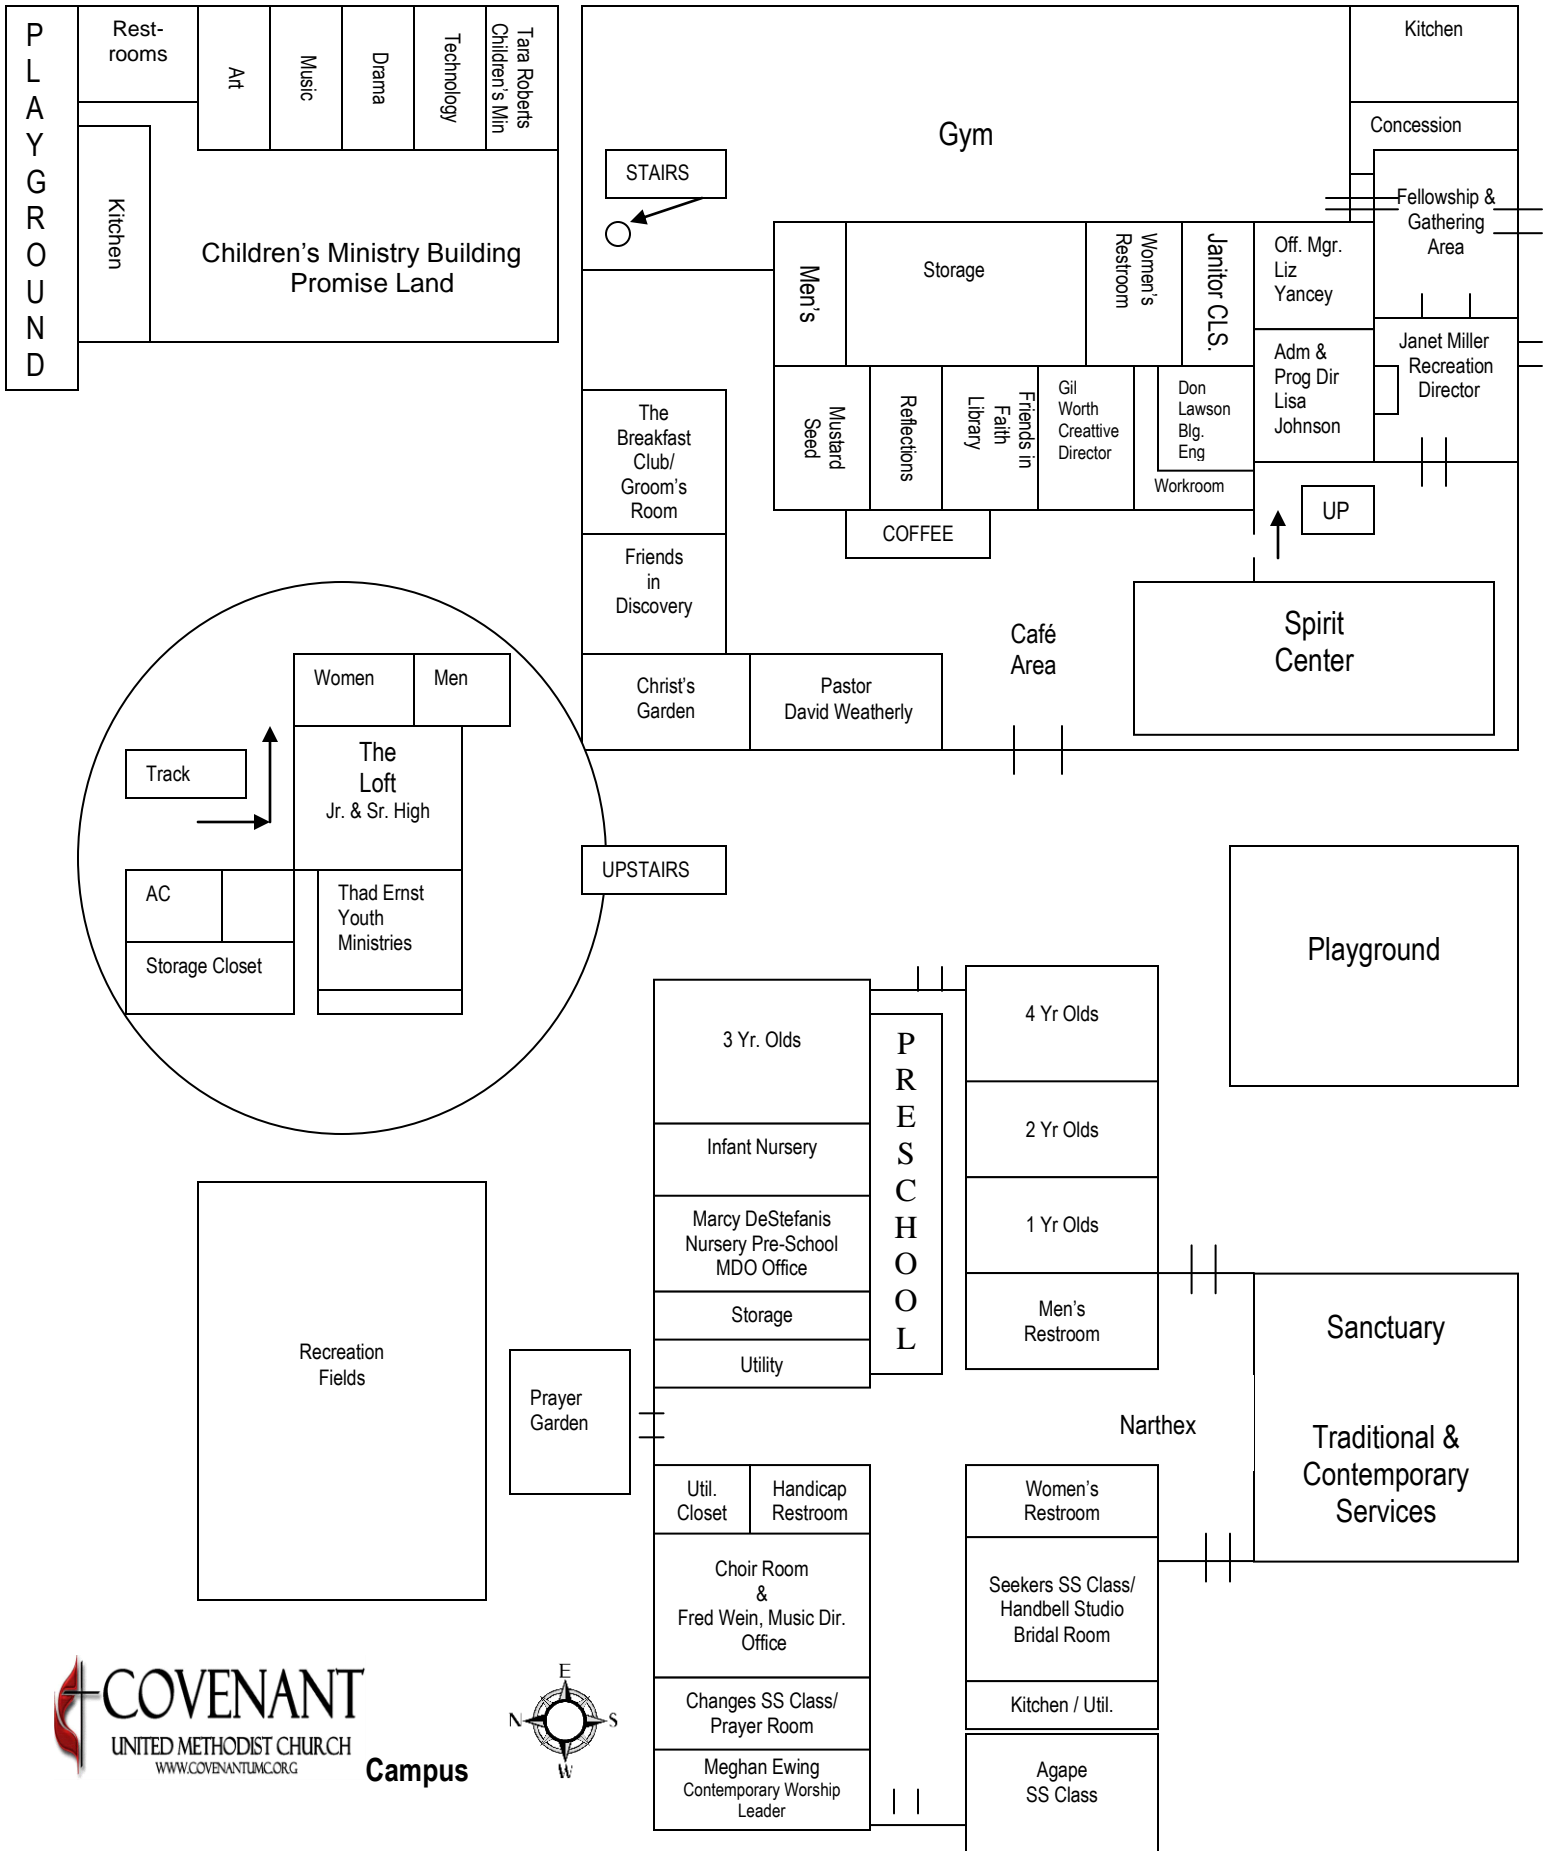 PLAYGROUND
Rest-
rooms
Art
Music
Drama
Technology
Tara Roberts
Children's Min
Kitchen
Children's Ministry Building
Promise Land
Gym
Kitchen
Concession
STAIRS
Fellowship &
Gathering
Area
Men's
Storage
Women's
Restroom
Janitor CLS.
Off. Mgr.
Liz
Yancey
Adm &
Prog Dir
Lisa
Johnson
Janet Miller
Recreation
Director
The
Breakfast
Club/
Groom's
Room
Mustard
Seed
Reflections
Friends in
Faith
Library
Gil
Worth
Creattive
Director
Don
Lawson
Blg.
Eng
Workroom
COFFEE
UP
Friends
in
Discovery
Café
Area
Spirit
Center
Christ's
Garden
Pastor
David Weatherly
Women
Men
Track
The
Loft
Jr. & Sr. High
UPSTAIRS
AC
Thad Ernst
Youth
Ministries
Storage Closet
Playground
3 Yr. Olds
PRESCHOOL
4 Yr Olds
Infant Nursery
2 Yr Olds
Marcy DeStefanis
Nursery Pre-School
MDO Office
1 Yr Olds
Storage
Men's
Restroom
Utility
Sanctuary
Recreation
Fields
Prayer
Garden
Narthex
Traditional &
Contemporary
Services
Util.
Closet
Handicap
Restroom
Women's
Restroom
Choir Room
&
Fred Wein, Music Dir.
Office
Seekers SS Class/
Handbell Studio
Bridal Room
Changes SS Class/
Prayer Room
Kitchen / Util.
Meghan Ewing
Contemporary Worship
Leader
Agape
SS Class
COVENANT
UNITED METHODIST CHURCH
WWW.COVENANTUMC.ORG
Campus
E
N
S
W